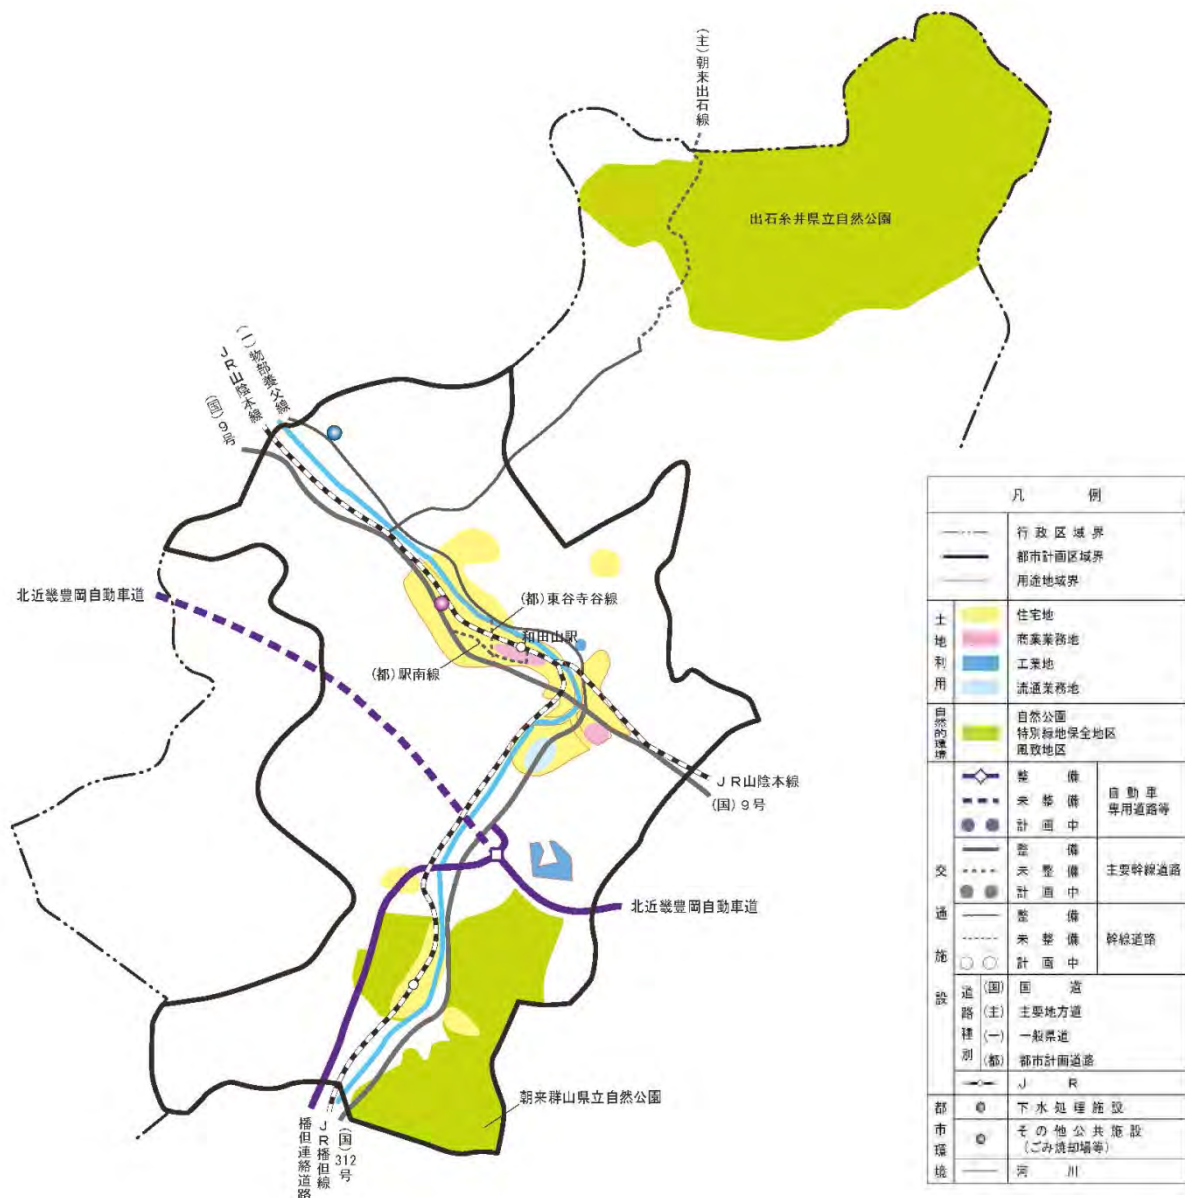 (主)朝来出石線
出石糸井県立自然公園
(一)物部養父線
JR山陰本線
(国)9号
北近畿豊岡自動車道
(都)東谷寺谷線
和田山駅
(都)駅南線
JR山陰本線
(国)9号
北近畿豊岡自動車道
朝来群山県立自然公園
播但連絡道路
JR播但線
(国)312号
凡 例
行政区域界
都市計画区域界
用途地域界
土地利用
住宅地
商業業務地
工業地
流通業務地
自然的環境
自然公園
特別緑地保全地区
風致地区
交通施設
整備
未整備
計画中
自動車
専用道路等
整備
未整備
計画中
主要幹線道路
整備
未整備
計画中
幹線道路
道路種別
(国) 国道
(主) 主要地方道
(一) 一般県道
(都) 都市計画道路
JR
都市環境
下水処理施設
その他公共施設
(ごみ焼却場等)
河川